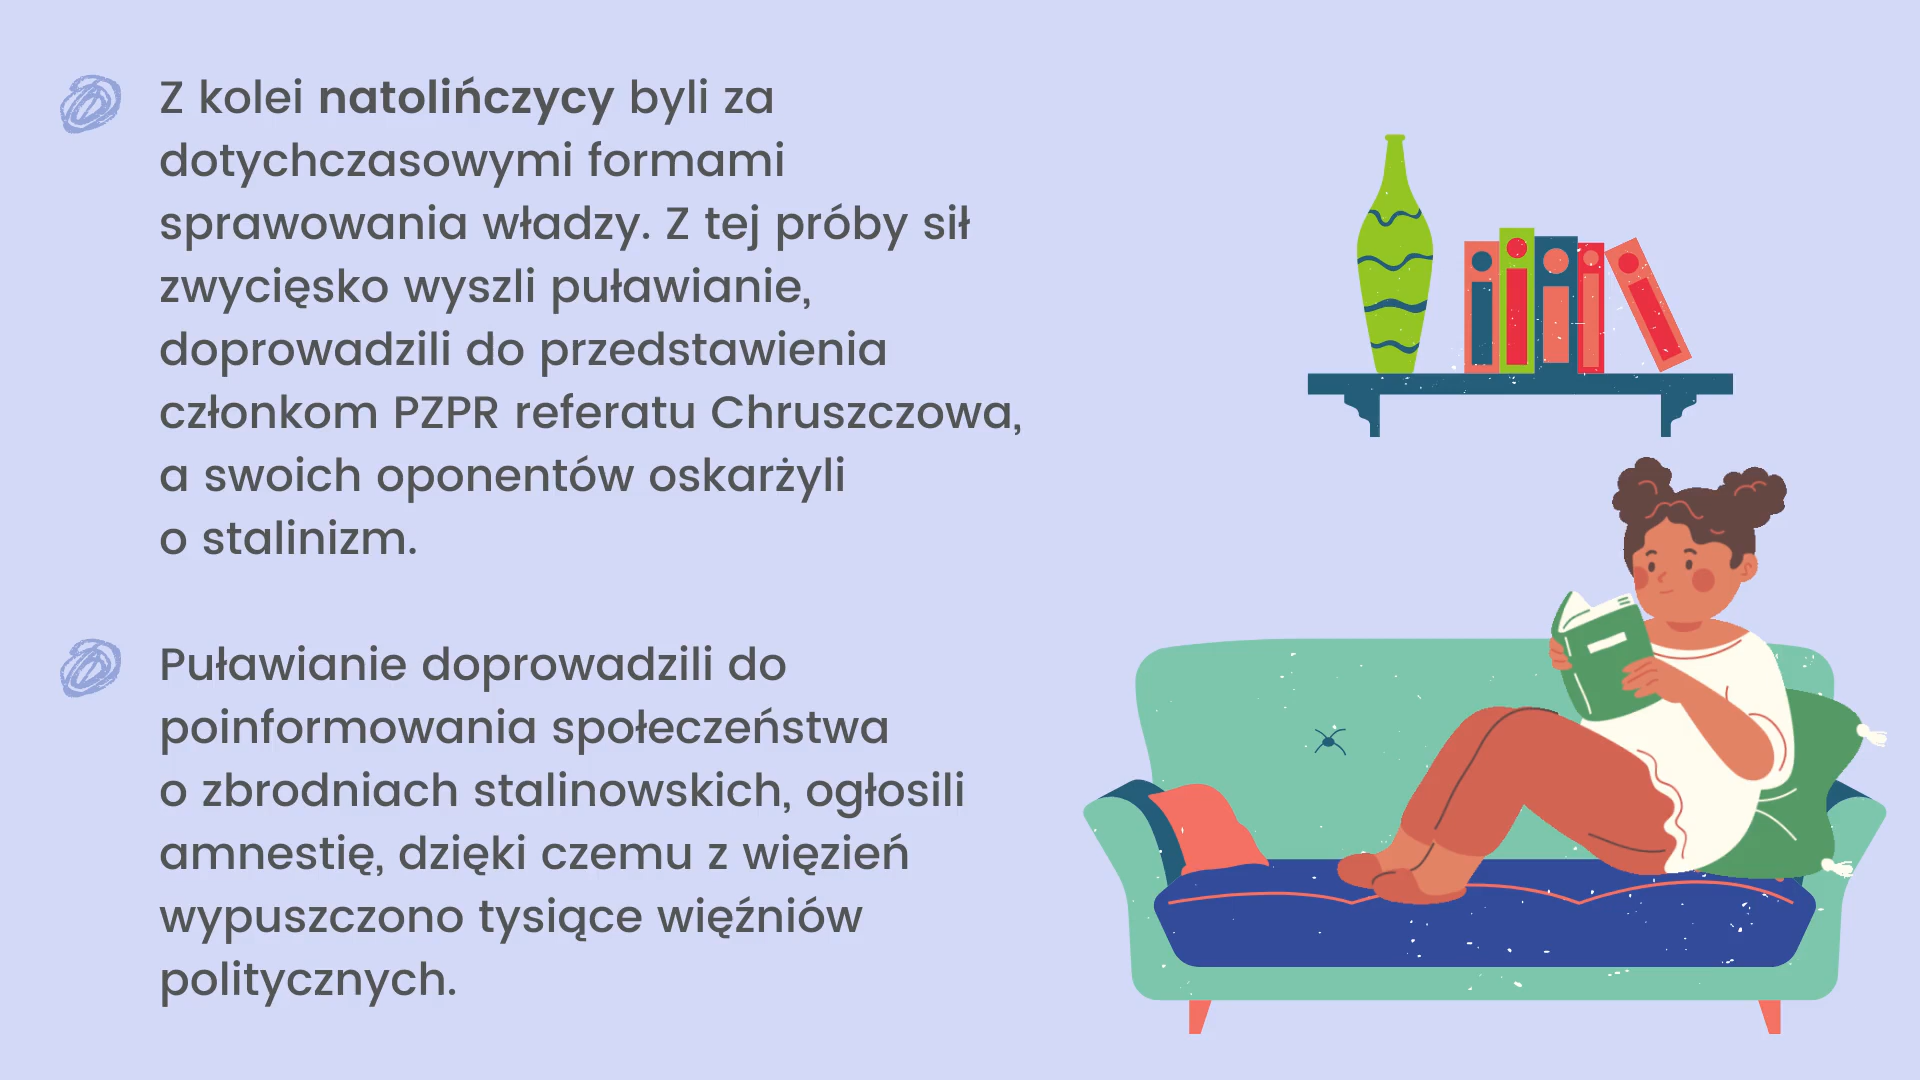 Z kolei natolińczycy byli za
dotychczasowymi formami
sprawowania władzy. Z tej próby sił
zwycięsko wyszli puławianie,
doprowadzili do przedstawienia
członkom PZPR referatu Chruszczowa,
a swoich oponentów oskarżyli
o stalinizm.
Puławianie doprowadzili do
poinformowania społeczeństwa
o zbrodniach stalinowskich, ogłosili
amnestię, dzięki czemu z więzień
wypuszczono tysiące więźniów
politycznych.